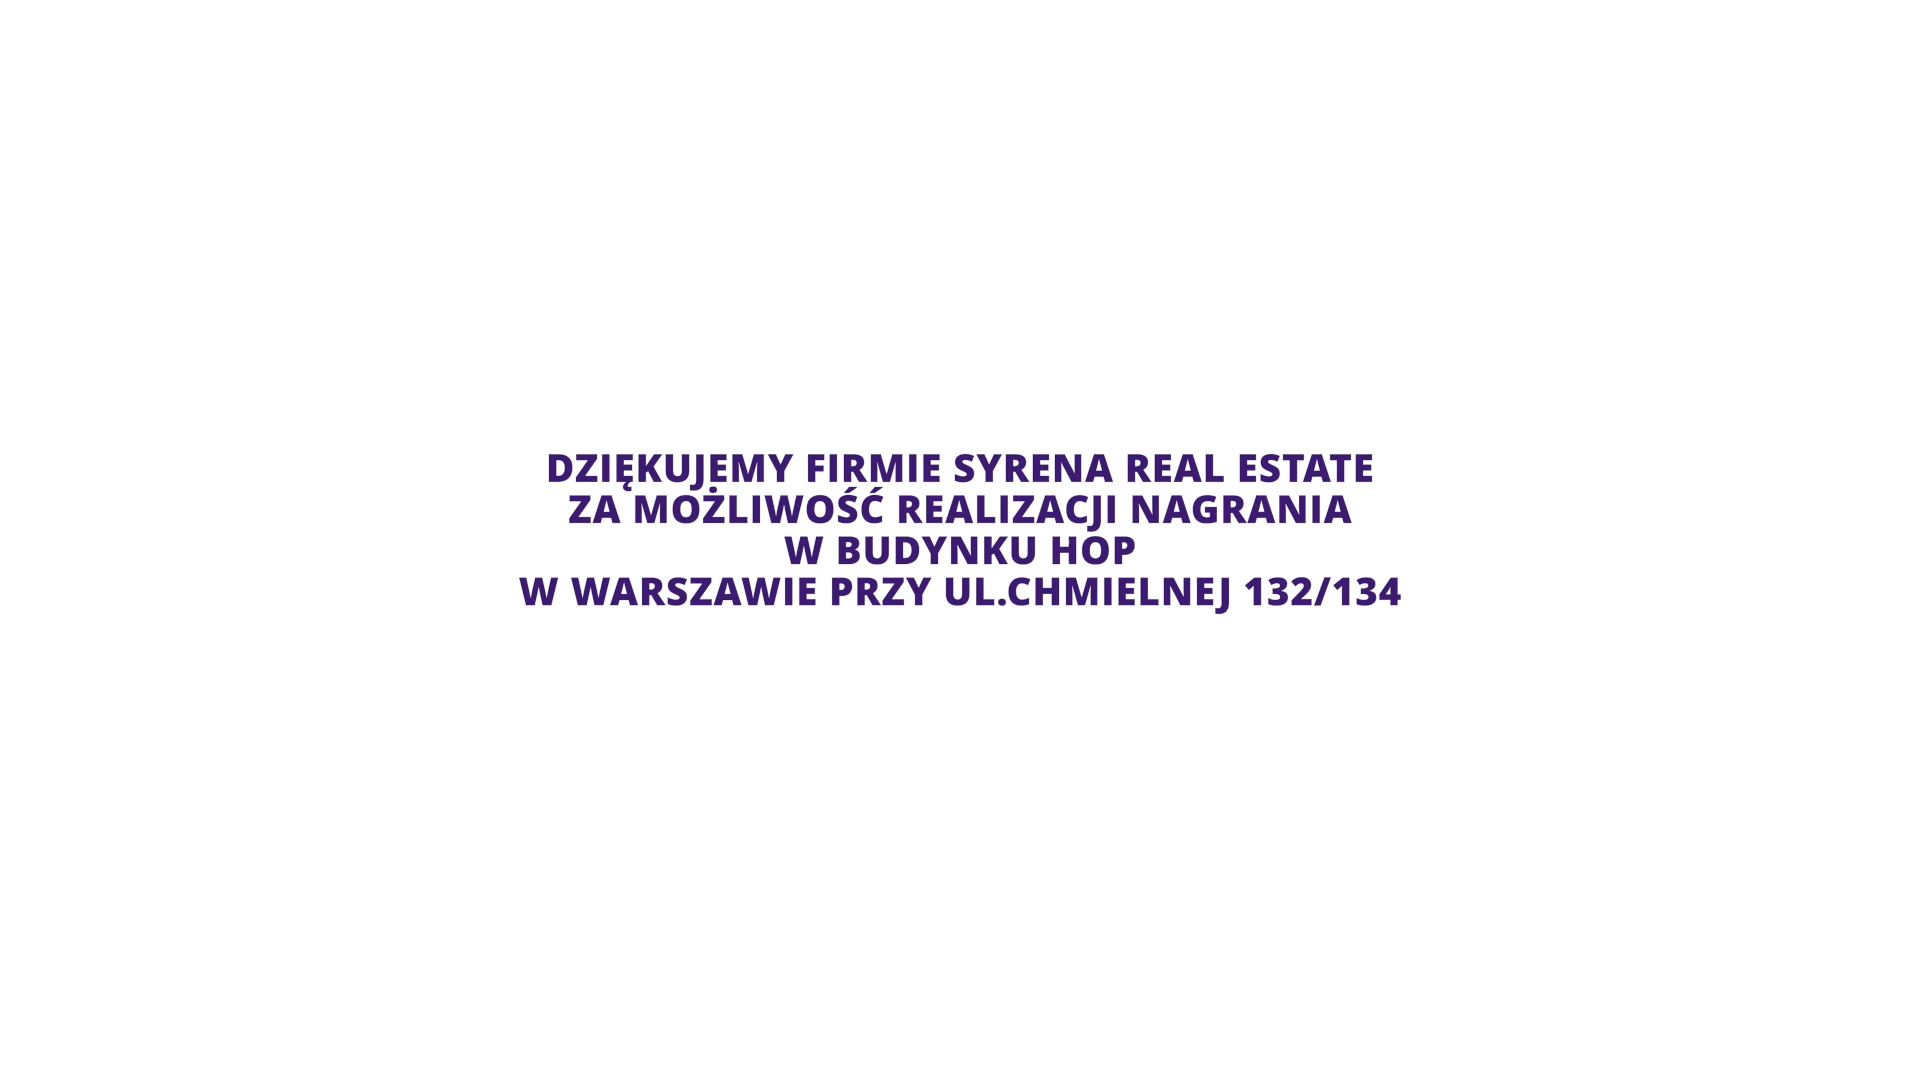 DZIĘKUJEMY FIRMIE SYRENA REAL ESTATE
ZA MOŻLIWOŚĆ REALIZACJI NAGRANIA
W BUDYNKU HOP
W WARSZAWIE PRZY UL.CHMIELNEJ 132/134